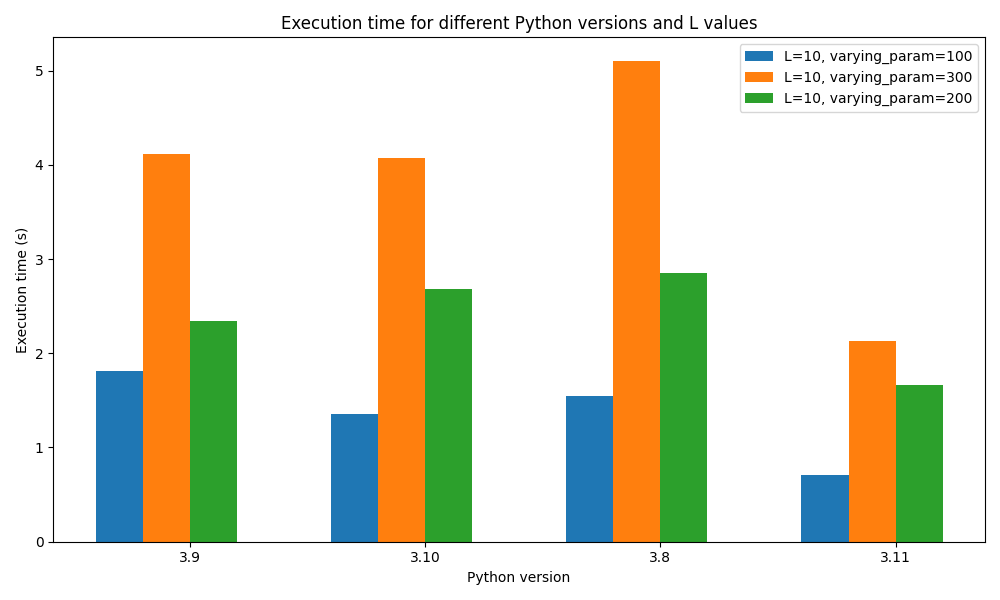 Execution time for different Python versions and L values
L=10, varying_param=100
L=10, varying_param=300
L=10, varying_param=200
Execution time (s)
5
4
3
2
1
0
3.9
3.10
3.8
3.11
Python version